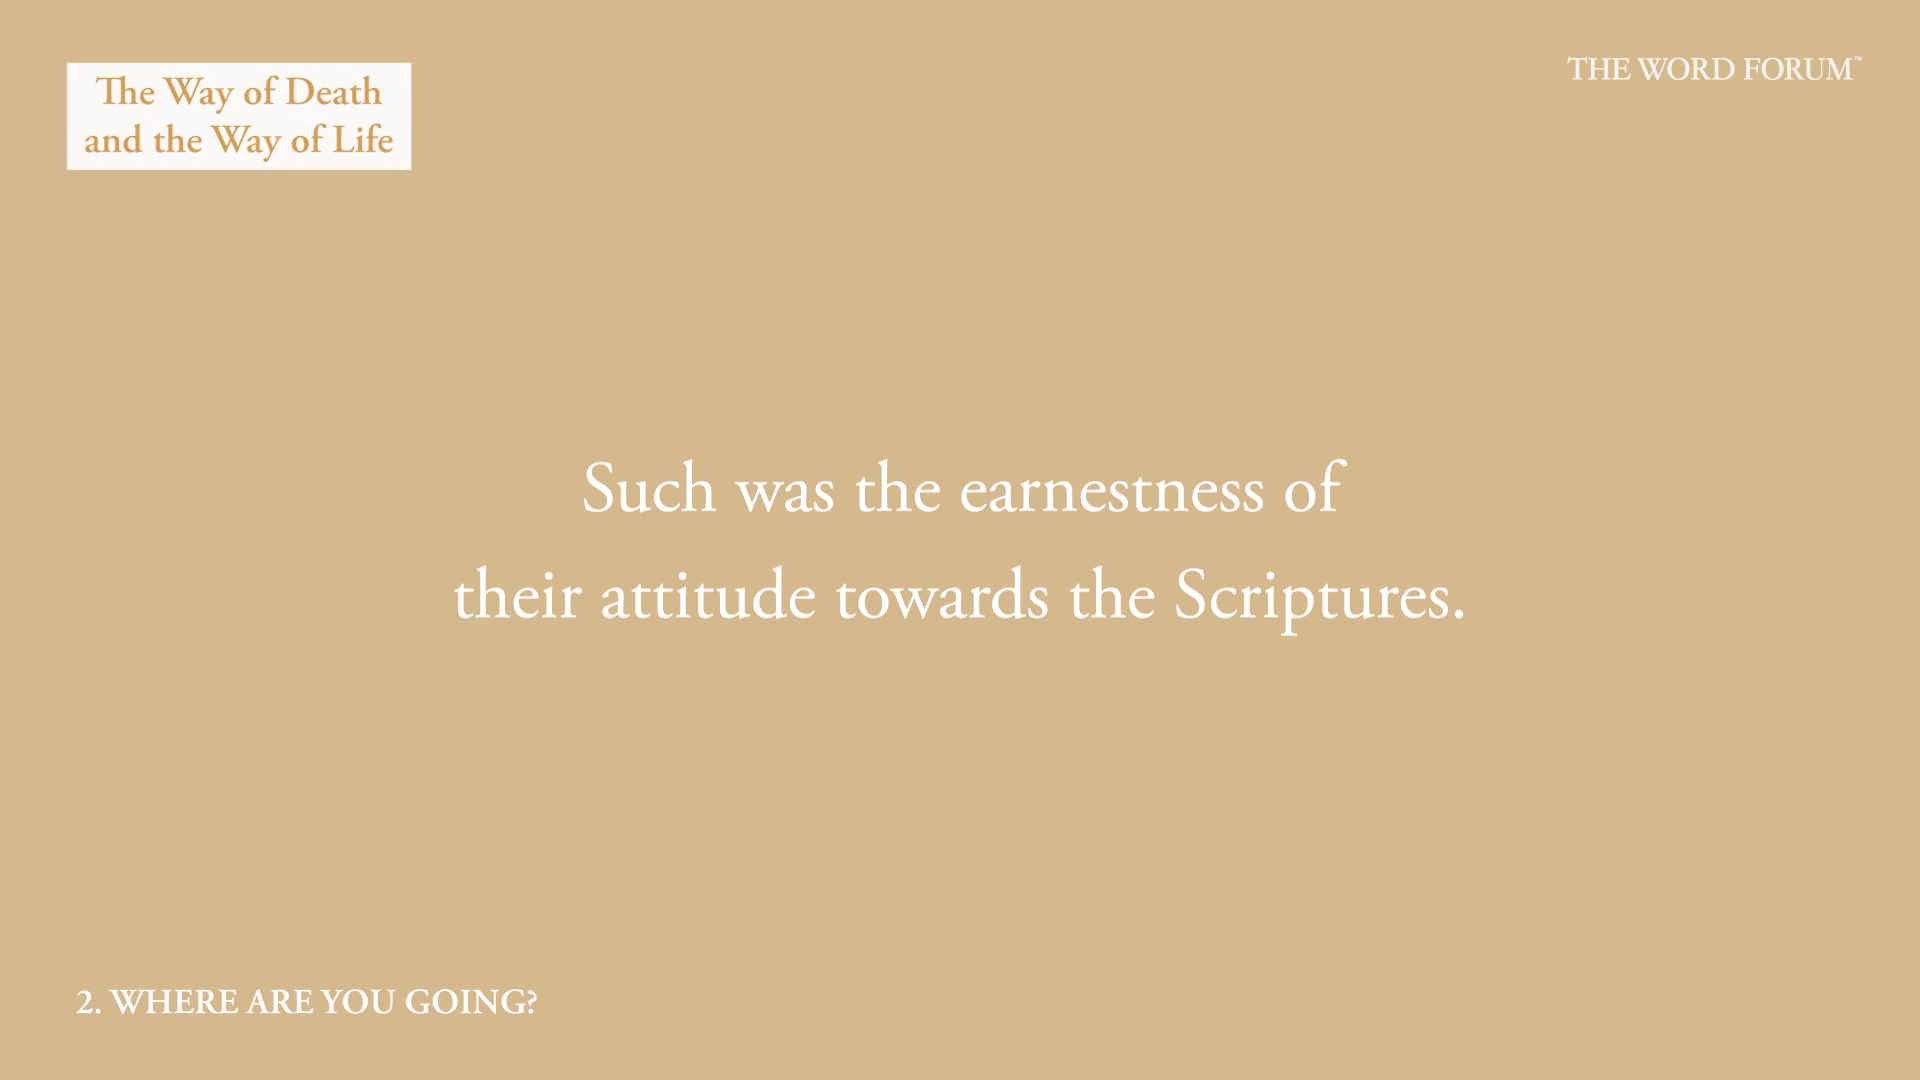 The Way of Death
and the Way of Life
THE WORD FORUM™
Such was the earnestness of
their attitude towards the Scriptures.
2. WHERE ARE YOU GOING?